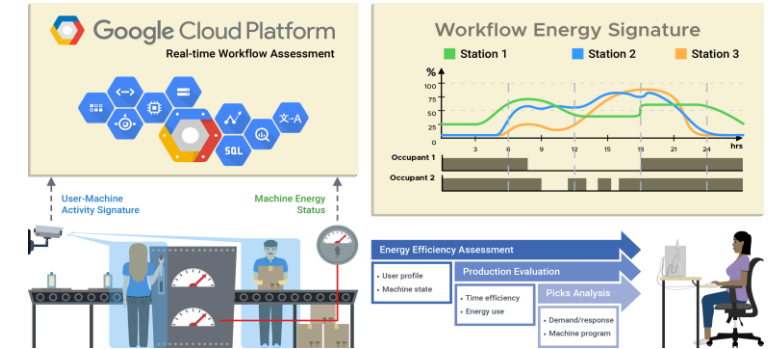 Google Cloud Platform
Real-time Workflow Assessment
SQL
文→A
User-Machine
Activity Signature
Machine Energy
Status
Workflow Energy Signature
Station 1
Station 2
Station 3
%
100
75
50
25
0
3
6
9
12
15
18
21
24
hrs
Occupant 1
Occupant 2
Energy Efficiency Assessment
• User profile
• Machine state
Production Evaluation
• Time efficiency
• Energy use
Picks Analysis
• Demand/response
• Machine program